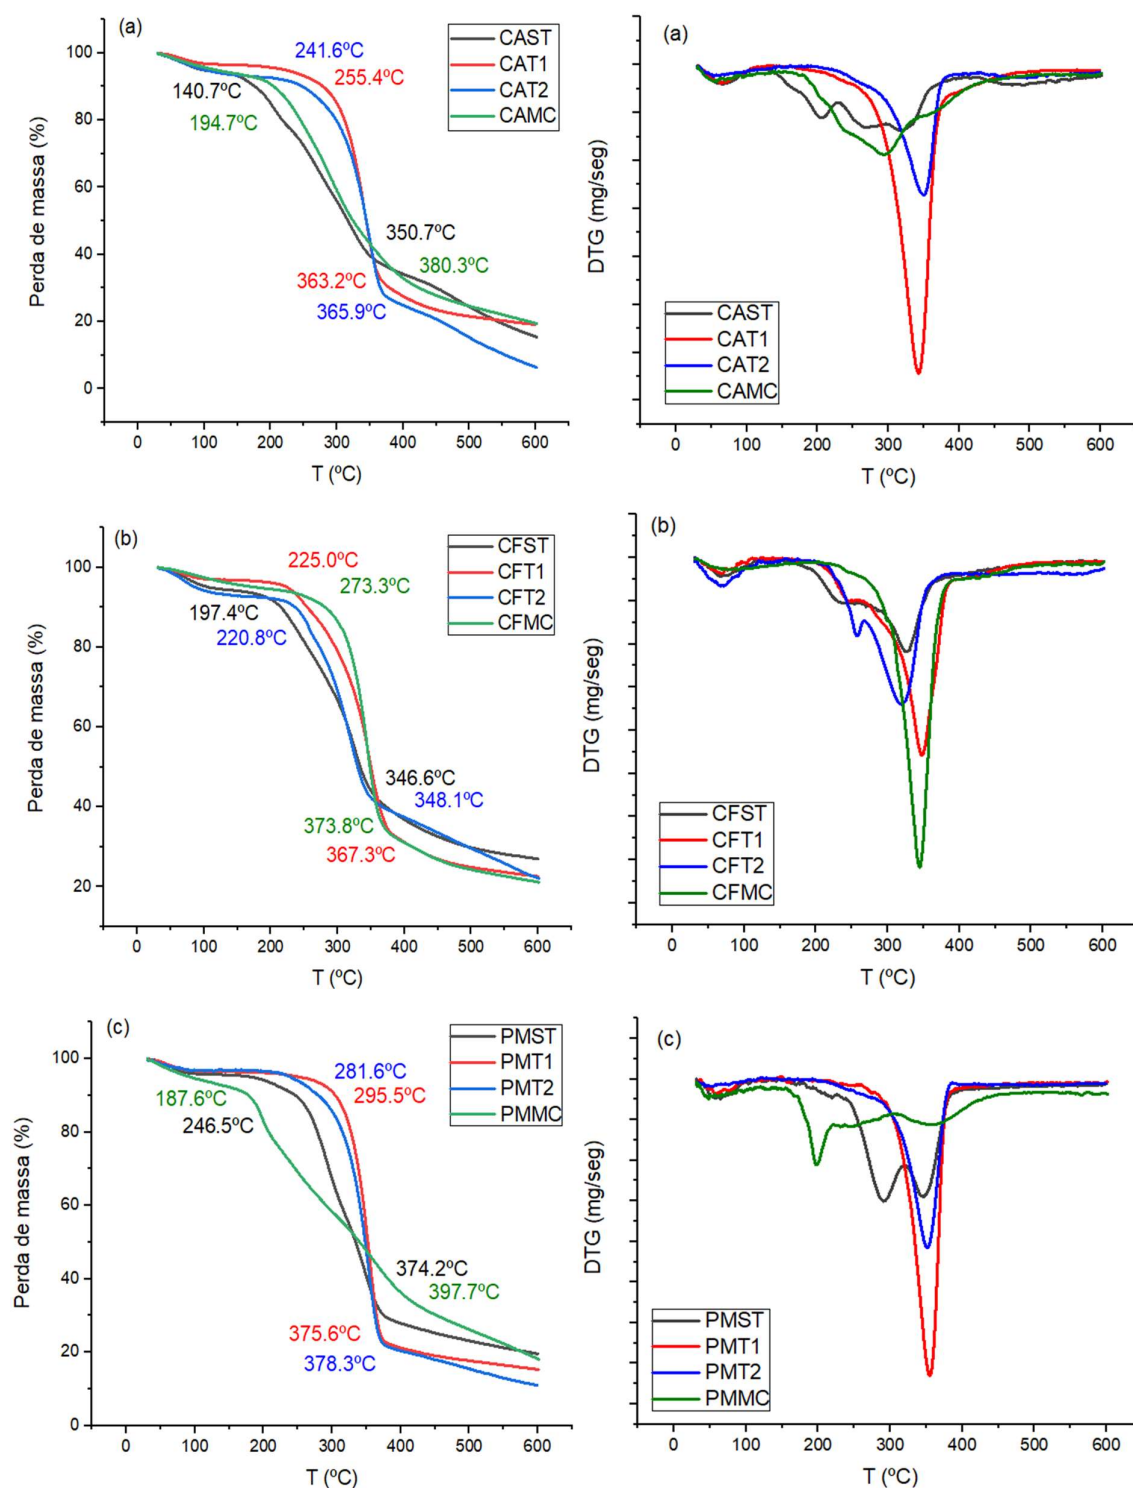 (a)
CAST
CAT1
CAT2
CAMC
241.6ºC
255.4ºC
140.7ºC
194.7ºC
350.7ºC
380.3ºC
363.2ºC
365.9ºC
Perda de massa (%)
100
80
60
40
20
0
0 100 200 300 400 500 600
T (ºC)
(a)
DTG (mg/seg)
CAST
CAT1
CAT2
CAMC
0 100 200 300 400 500 600
T (ºC)
(b)
CFST
CFT1
CFT2
CFMC
225.0ºC
273.3ºC
197.4ºC
220.8ºC
346.6ºC
348.1ºC
373.8ºC
367.3ºC
Perda de massa (%)
100
80
60
40
20
0 100 200 300 400 500 600
T (ºC)
(b)
DTG (mg/seg)
CFST
CFT1
CFT2
CFMC
0 100 200 300 400 500 600
T (ºC)
(c)
PMST
PMT1
PMT2
PMMC
281.6ºC
295.5ºC
187.6ºC
246.5ºC
374.2ºC
397.7ºC
375.6ºC
378.3ºC
Perda de massa (%)
100
80
60
40
20
0
0 100 200 300 400 500 600
T (ºC)
(c)
DTG (mg/seg)
PMST
PMT1
PMT2
PMMC
0 100 200 300 400 500 600
T (ºC)